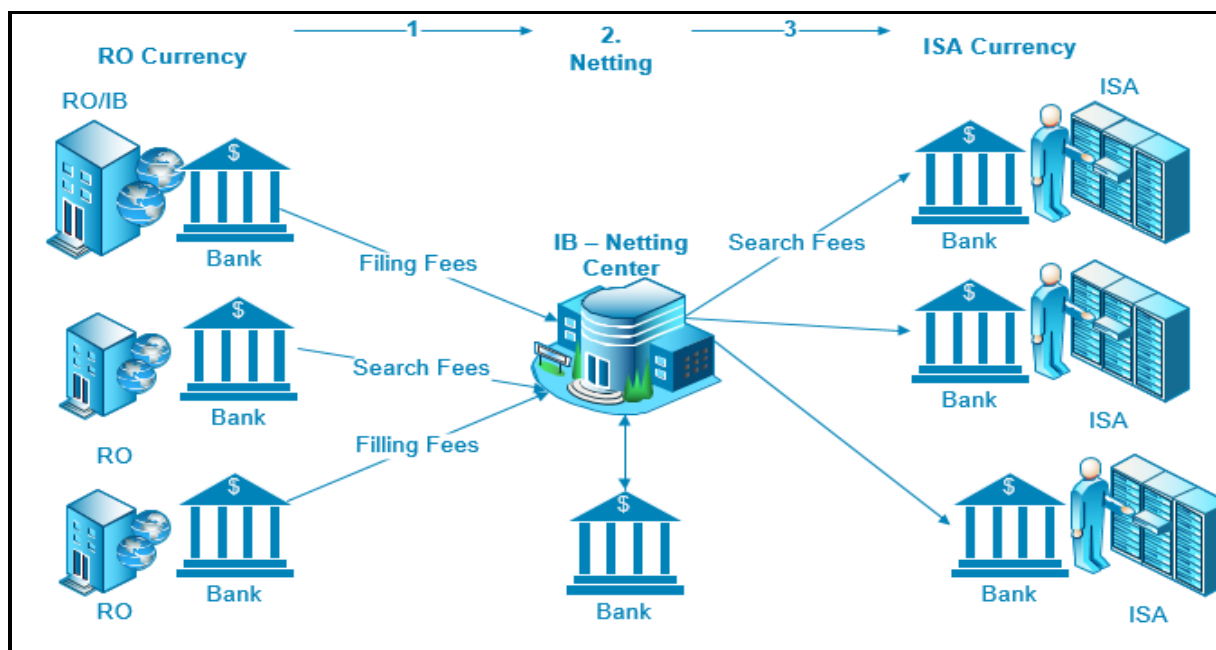 1
2.
3
RO Currency
Netting
ISA Currency
RO/IB
ISA
$
$
Bank
Bank
IB – Netting
Center
Search Fees
Filing Fees
$
$
Search Fees
Bank
Bank
RO
ISA
Filling Fees
$
$
$
Bank
Bank
Bank
RO
ISA